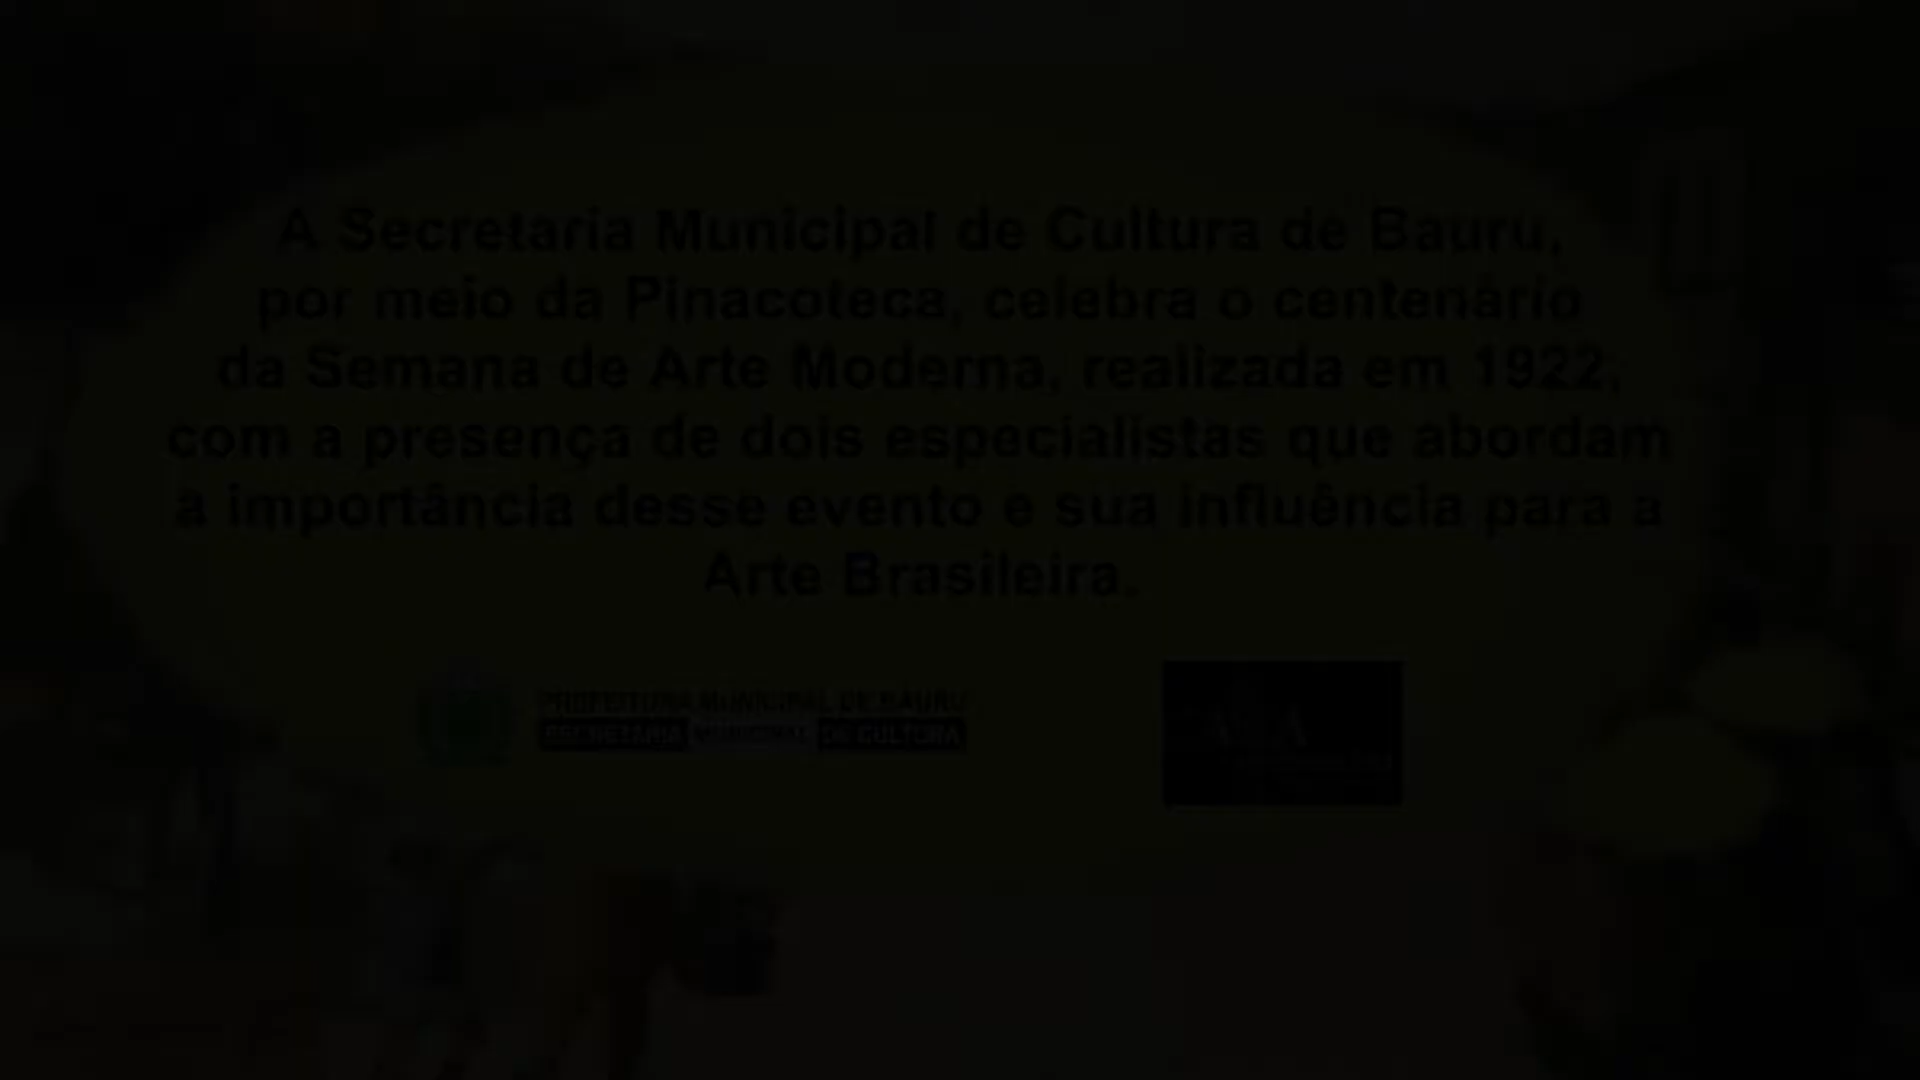 A Secretaria Municipal de Cultura de Bauru,
por meio da Pinacoteca, celebra o centenário
da Semana de Arte Moderna, realizada em 1922,
com a presença de dois especialistas que abordam
a importância desse evento e sua influência para a
Arte Brasileira.
PREFEITURA MUNICIPAL DE BAURU
SECRETARIA MUNICIPAL DE CULTURA